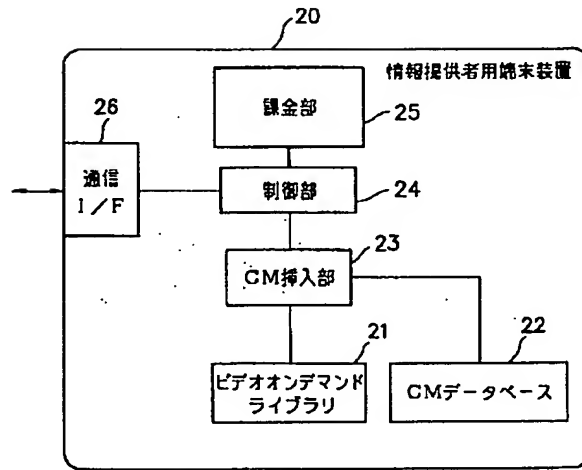 20
情報提供者用端末装置
課金部
25
26
通信
I/F
制御部
24
23
CM挿入部
21
ビデオオンデマンド
ライブラリ
22
CMデータベース